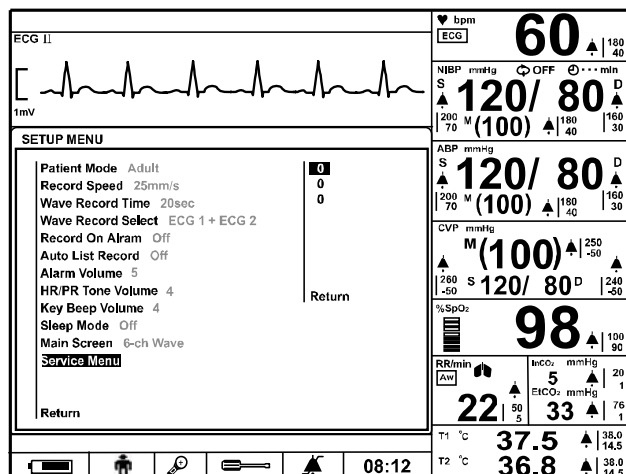 ECG II
1mV
SETUP MENU
Patient Mode Adult
Record Speed 25mm/s
Wave Record Time 20sec
Wave Record Select ECG 1 + ECG 2
Record On Alram Off
Auto List Record Off
Alarm Volume 5
HR/PR Tone Volume 4
Key Beep Volume 4
Sleep Mode Off
Main Screen 6-ch Wave
Service Menu
Return
0
0
0
Return
08:12
bpm
ECG
60
180
40
NIBP mmHg OFF ···min
S 120/ 80 D
200
70
M (100)
180
40
160
30
ABP mmHg
S 120/ 80 D
200
70
M (100)
180
40
160
30
CVP mmHg
M (100)
250
-50
260
-50
S 120/ 80 D
240
-50
%SpO2
98
100
90
RR/min
Aw
22
50
5
InCO2 mmHg
5
20
1
EtCO2 mmHg
33
76
1
T1 °C 37.5
38.0
14.5
T2 °C 36.8
38.0
14.5